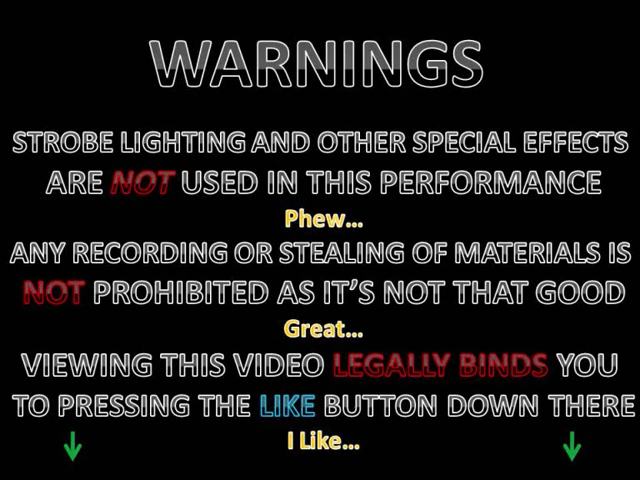 WARNINGS
STROBE LIGHTING AND OTHER SPECIAL EFFECTS
ARE NOT USED IN THIS PERFORMANCE
Phew...
ANY RECORDING OR STEALING OF MATERIALS IS
NOT PROHIBITED AS IT'S NOT THAT GOOD
Great...
VIEWING THIS VIDEO LEGALLY BINDS YOU
TO PRESSING THE LIKE BUTTON DOWN THERE
I Like...